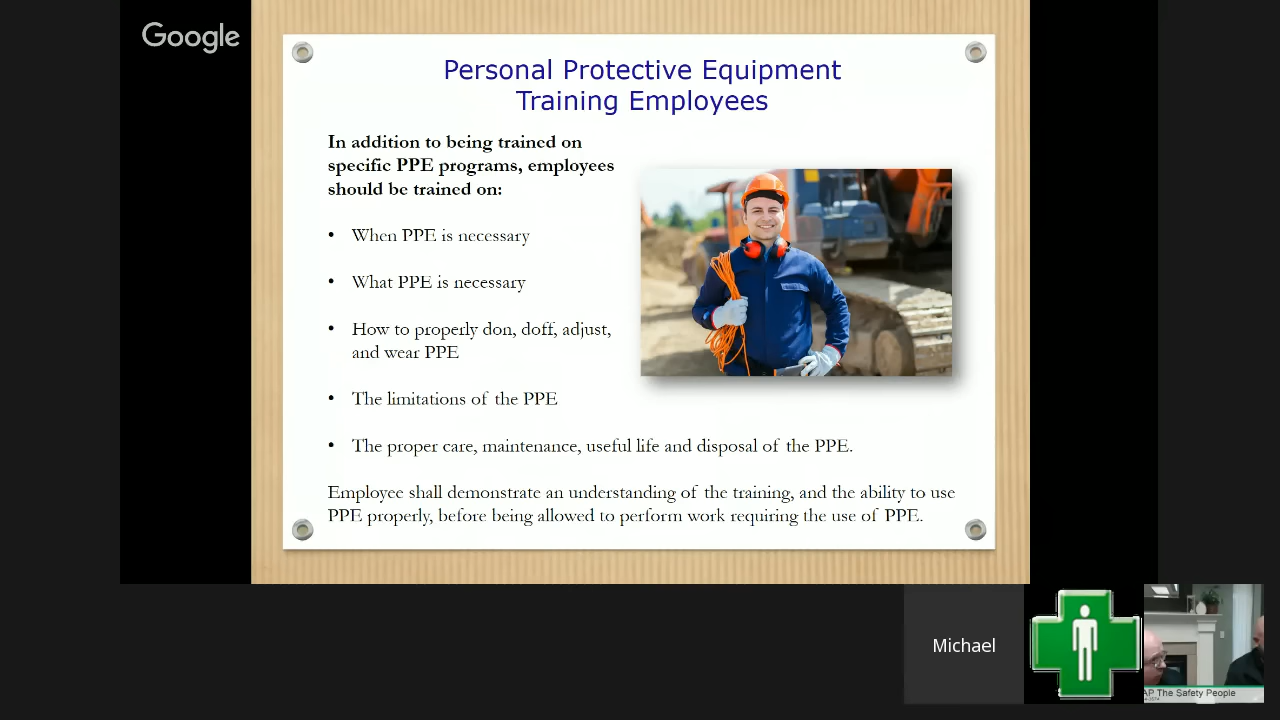 Google
Personal Protective Equipment
Training Employees
In addition to being trained on
specific PPE programs, employees
should be trained on:
• When PPE is necessary
• What PPE is necessary
• How to properly don, doff, adjust,
and wear PPE
• The limitations of the PPE
• The proper care, maintenance, useful life and disposal of the PPE.
Employee shall demonstrate an understanding of the training, and the ability to use
PPE properly, before being allowed to perform work requiring the use of PPE.
Michael
AP The Safety People